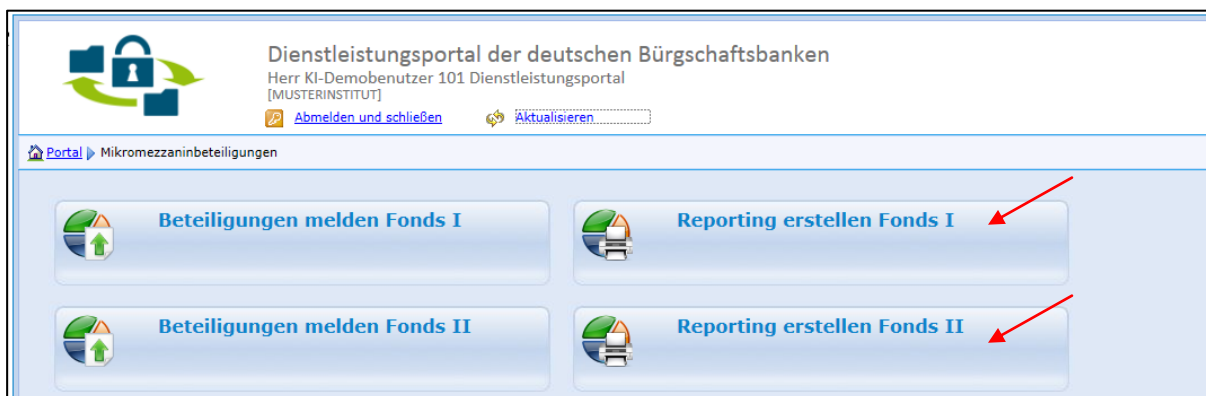 Dienstleistungsportal der deutschen Bürgschaftsbanken
Herr KI-Demobenutzer 101 Dienstleistungsportal
[MUSTERINSTITUT]
Abmelden und schließen Aktualisieren
Portal Mikromezzaninbeteiligungen
Beteiligungen melden Fonds I Reporting erstellen Fonds I
Beteiligungen melden Fonds II Reporting erstellen Fonds II